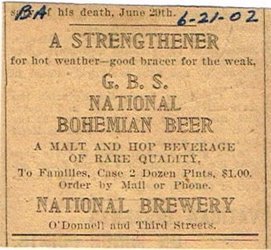 BA
of his death, June 29th. 6-21-02
A STRENGTHENER
for hot weather—good bracer for the weak,
G. B. S.
NATIONAL
BOHEMIAN BEER
A MALT AND HOP BEVERAGE
OF RARE QUALITY,
To Families, Case 2 Dozen Pints, $1.00.
Order by Mail or Phone.
NATIONAL BREWERY
O'Donnell and Third Streets.